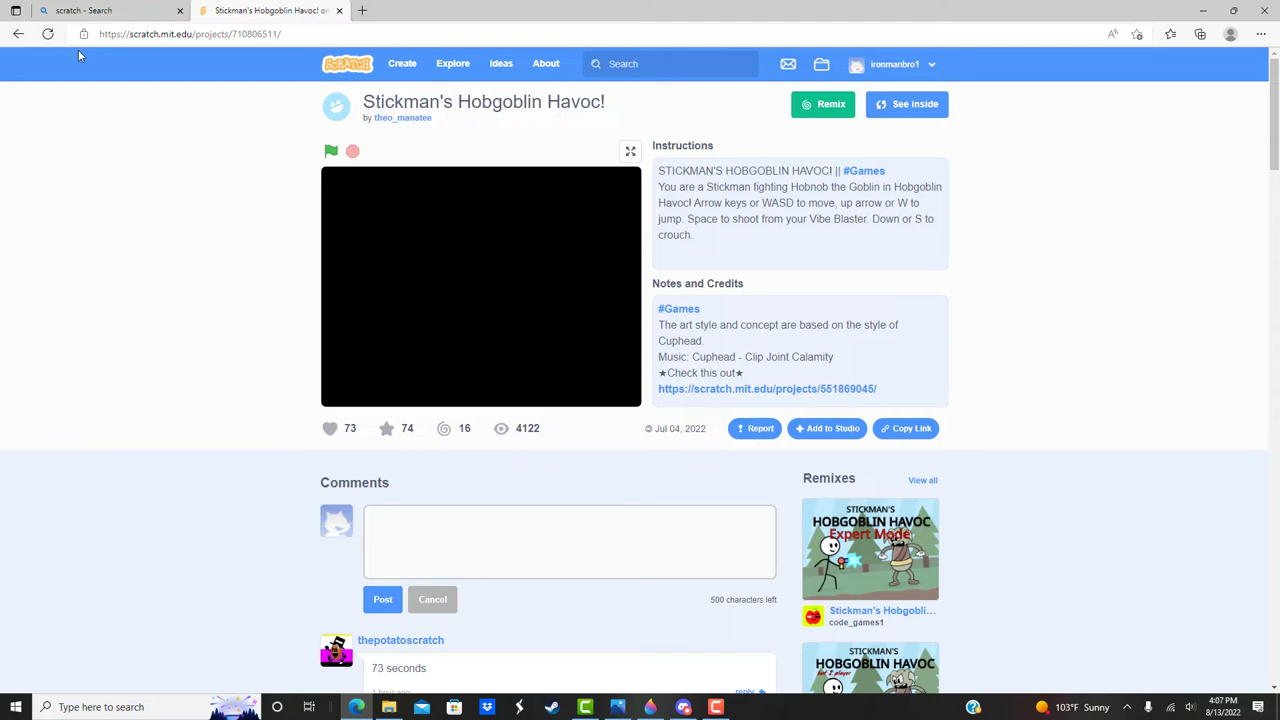 scratch - Search
Stickman's Hobgoblin Havoc! on
https://scratch.mit.edu/projects/710806511/
SCRATCH
Create
Explore
Ideas
About
Search
ironmanbro1
Stickman's Hobgoblin Havoc!
by theo_manatee
Remix
See inside
Instructions
STICKMAN'S HOBGOBLIN HAVOC! || #Games
You are a Stickman fighting Hobnob the Goblin in Hobgoblin
Havoc! Arrow keys or WASD to move, up arrow or W to
jump. Space to shoot from your Vibe Blaster. Down or S to
crouch.
Notes and Credits
#Games
The art style and concept are based on the style of
Cuphead.
Music: Cuphead - Clip Joint Calamity
★Check this out★
https://scratch.mit.edu/projects/551869045/
73
74
16
4122
© Jul 04, 2022
Report
Add to Studio
Copy Link
Comments
Post
Cancel
500 characters left
thepotatoscratch
73 seconds
1 hour ago
reply
Remixes
View all
STICKMAN'S
HOBGOBLIN HAVOC
Expert Mode
Stickman's Hobgobli...
code_games1
STICKMAN'S
HOBGOBLIN HAVOC
Type here to search
103°F Sunny
4:07 PM
8/13/2022